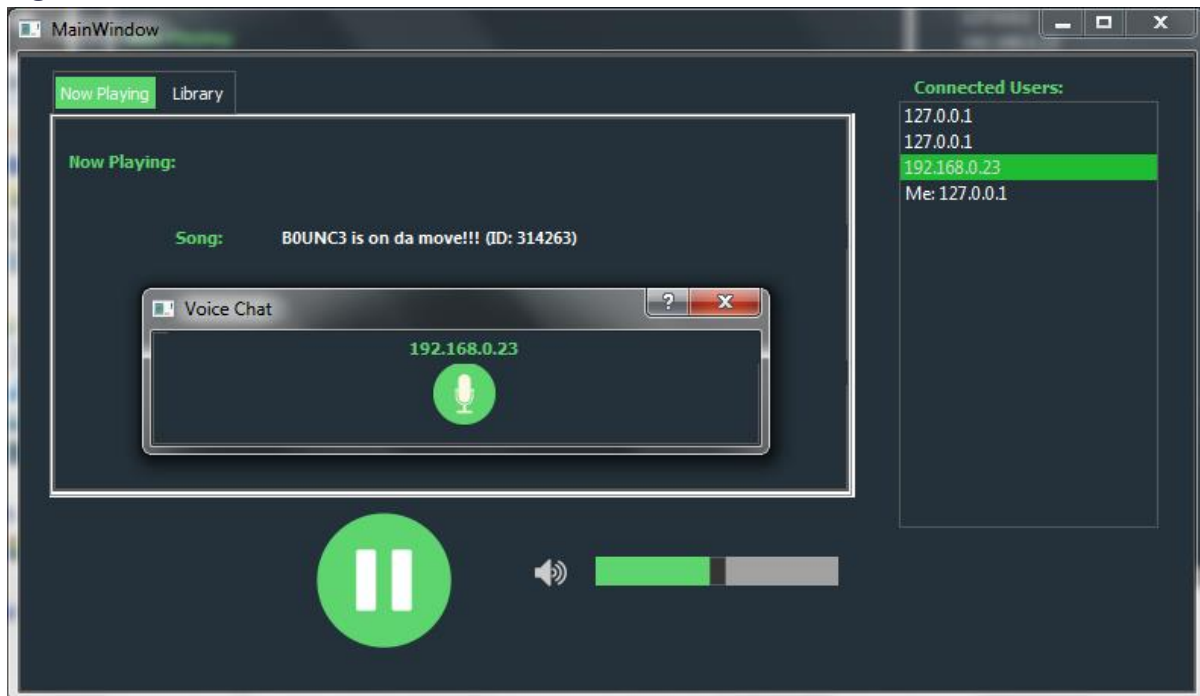 MainWindow
Now Playing Library
Connected Users:
127.0.0.1
127.0.0.1
192.168.0.23
Me: 127.0.0.1
Now Playing:
Song: B0UNC3 is on da move!!! (ID: 314263)
Voice Chat
192.168.0.23